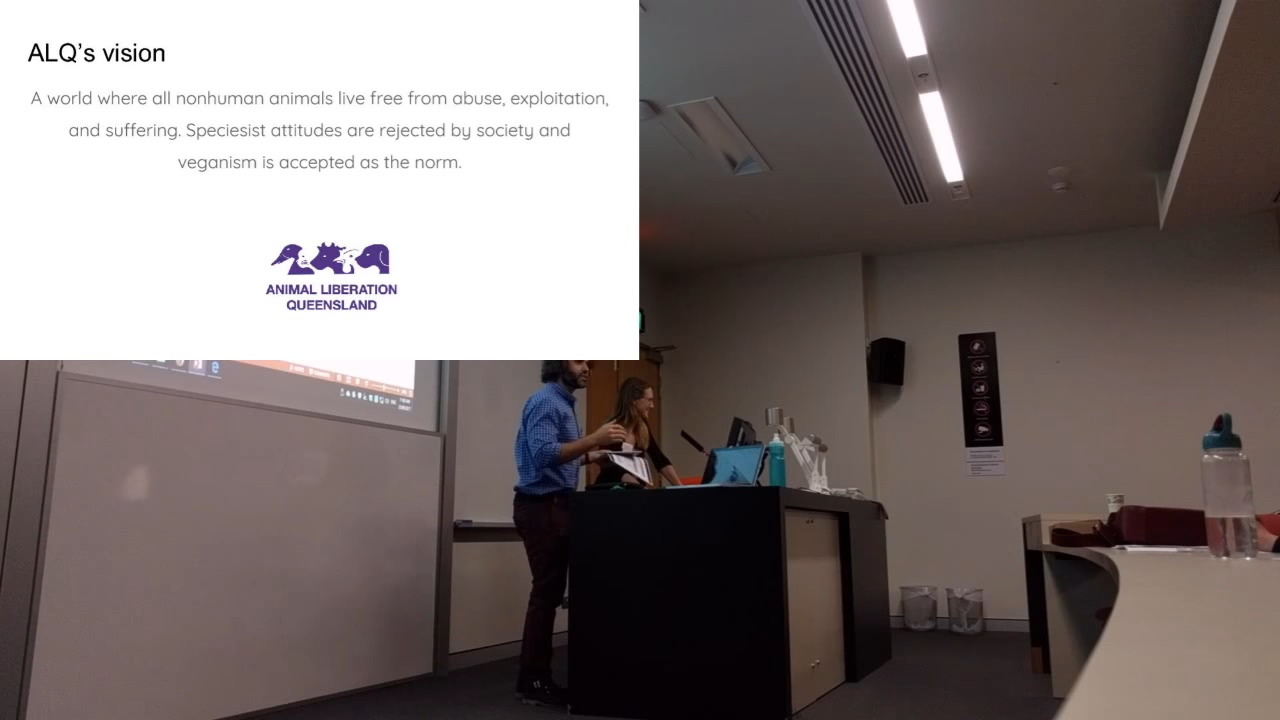 ALQ's vision
A world where all nonhuman animals live free from abuse, exploitation,
and suffering. Speciesist attitudes are rejected by society and
veganism is accepted as the norm.
ANIMAL LIBERATION
QUEENSLAND